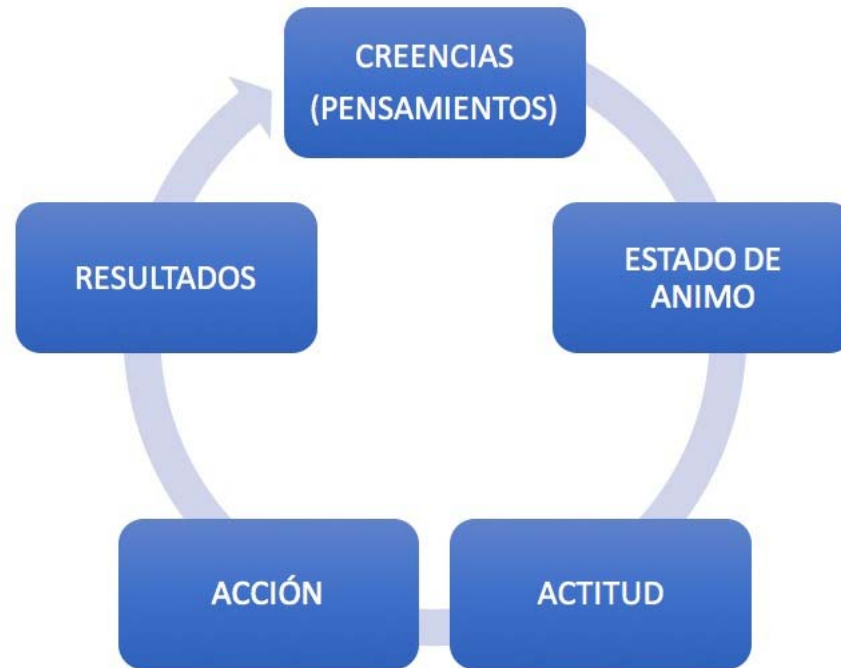 CREENCIAS
(PENSAMIENTOS)
ESTADO DE
ANIMO
ACTITUD
ACCIÓN
RESULTADOS